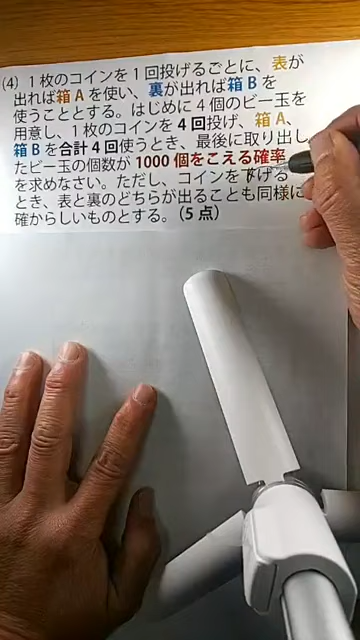 (4) 1枚のコインを1回投げるごとに、表が
出れば箱Aを使い、裏が出れば箱Bを
使うこととする。はじめに4個のビー玉を
用意し、1枚のコインを4回投げ、箱A、
箱Bを合計4回使うとき、最後に取り出し
たビー玉の個数が1000個をこえる確率
を求めなさい。ただし、コインを げる
とき、表と裏のどちらが出ることも同様に
確からしいものとする。(5点)